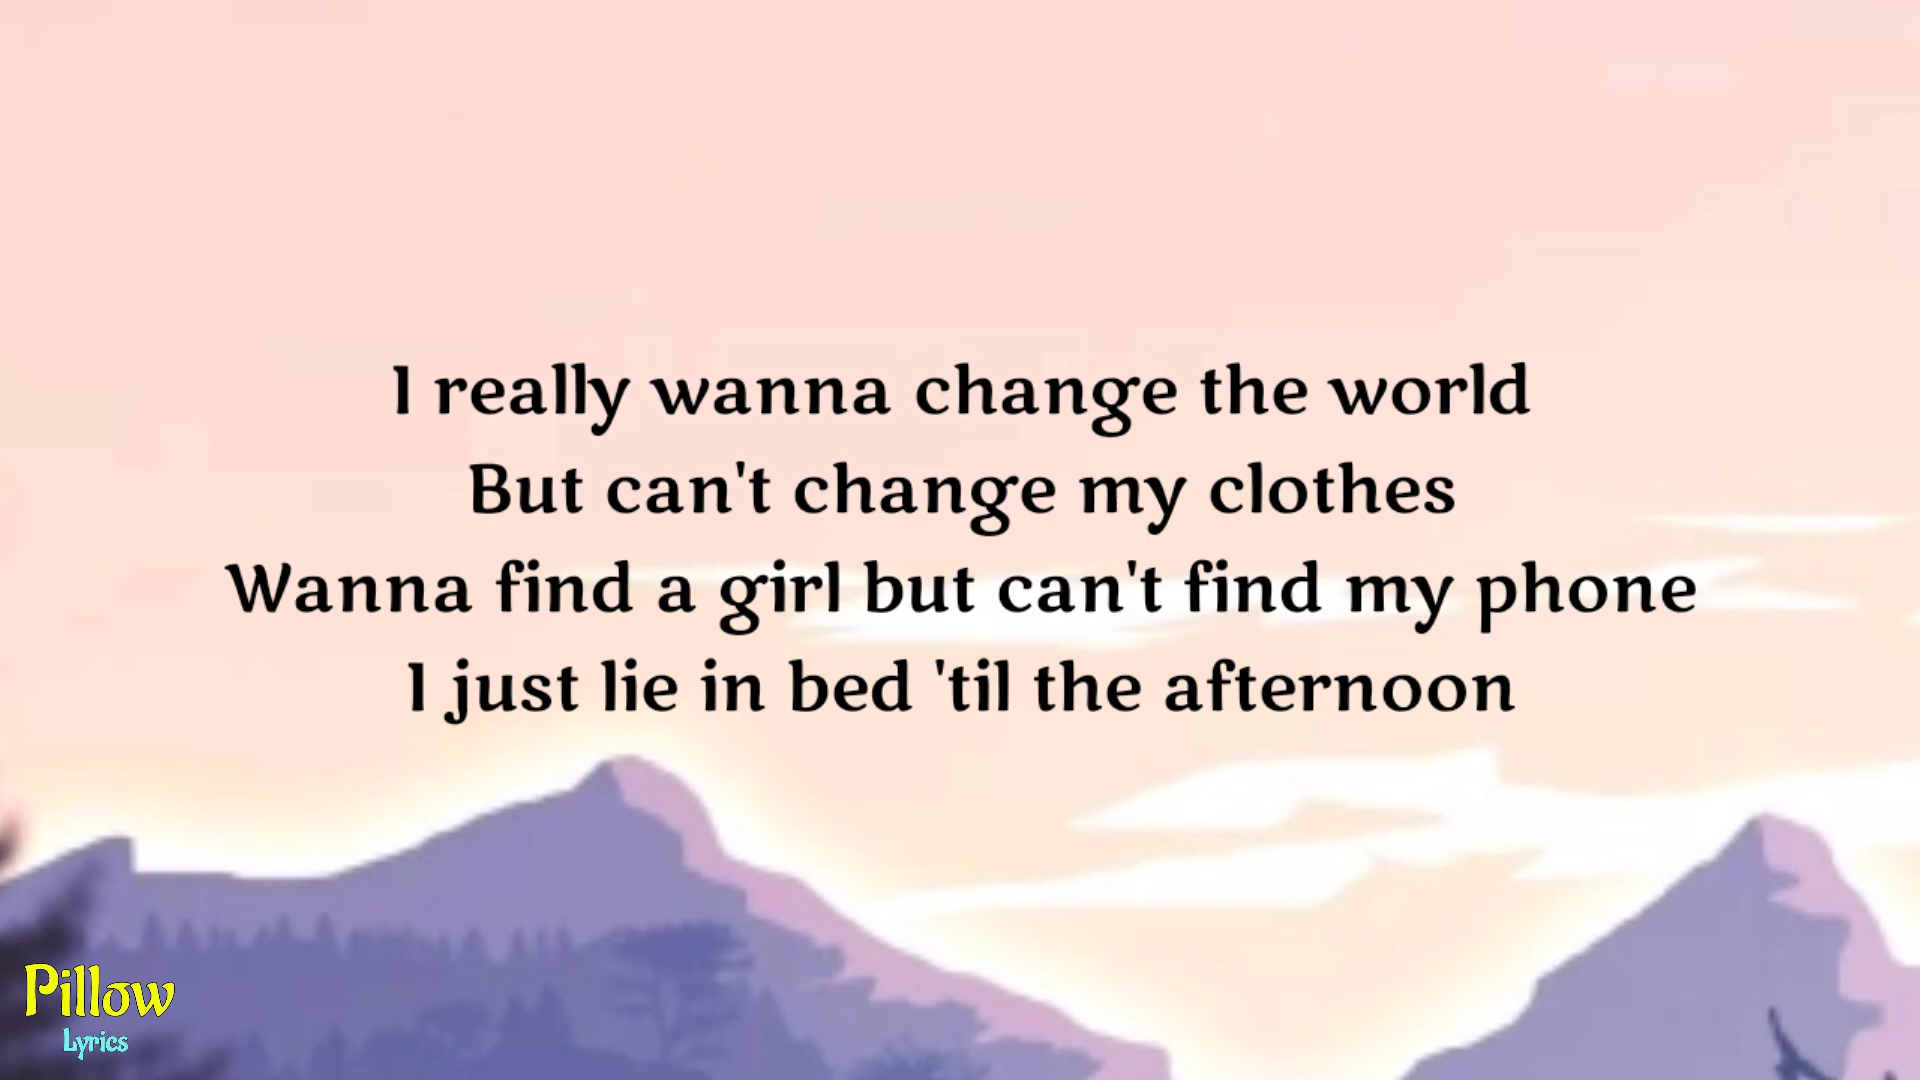 I really wanna change the world
But can't change my clothes
Wanna find a girl but can't find my phone
I just lie in bed 'til the afternoon
Pillow
Lyrics